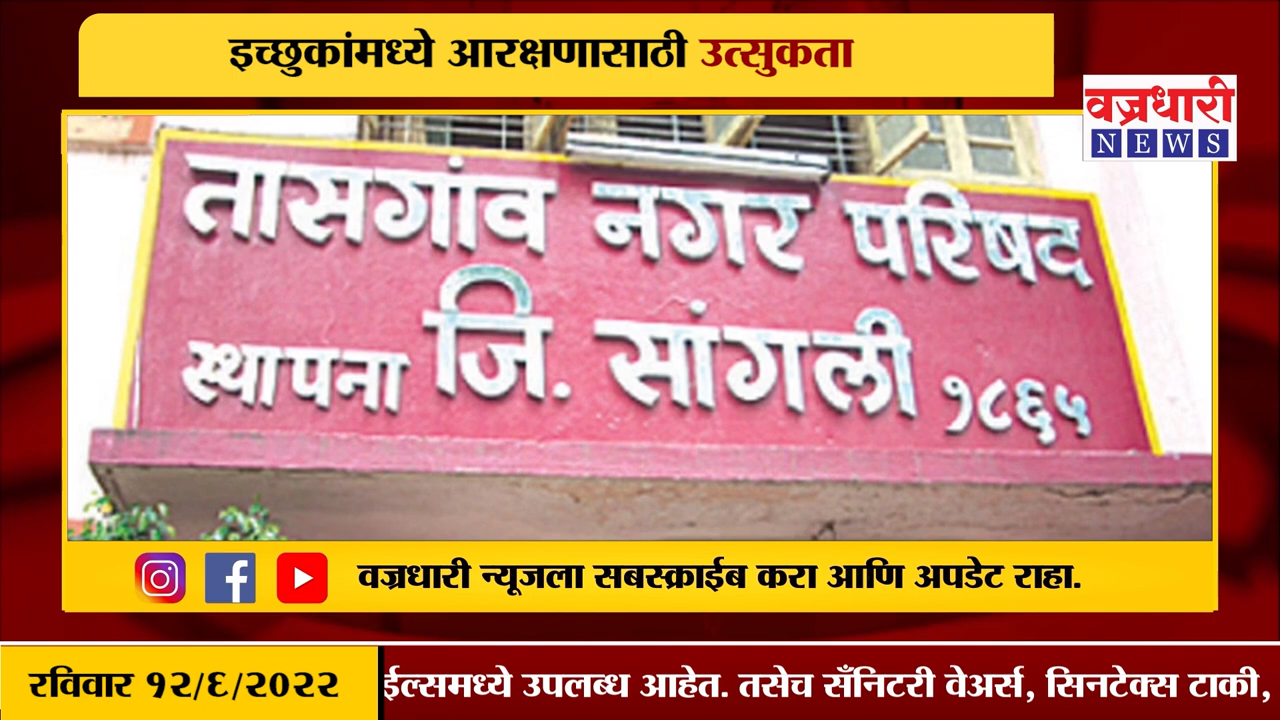 इच्छुकांमध्ये आरक्षणासाठी उत्सुकता
वज्रधारी
NEWS
तासगांव नगर परिषद
स्थापना जि. सांगली १८६५
वज्रधारी न्यूजला सबस्क्राईब करा आणि अपडेट राहा.
रविवार १२/६/२०२२
ईल्समध्ये उपलब्ध आहेत. तसेच सॅंनिटरी वेअर्स, सिनटेक्स टाकी,